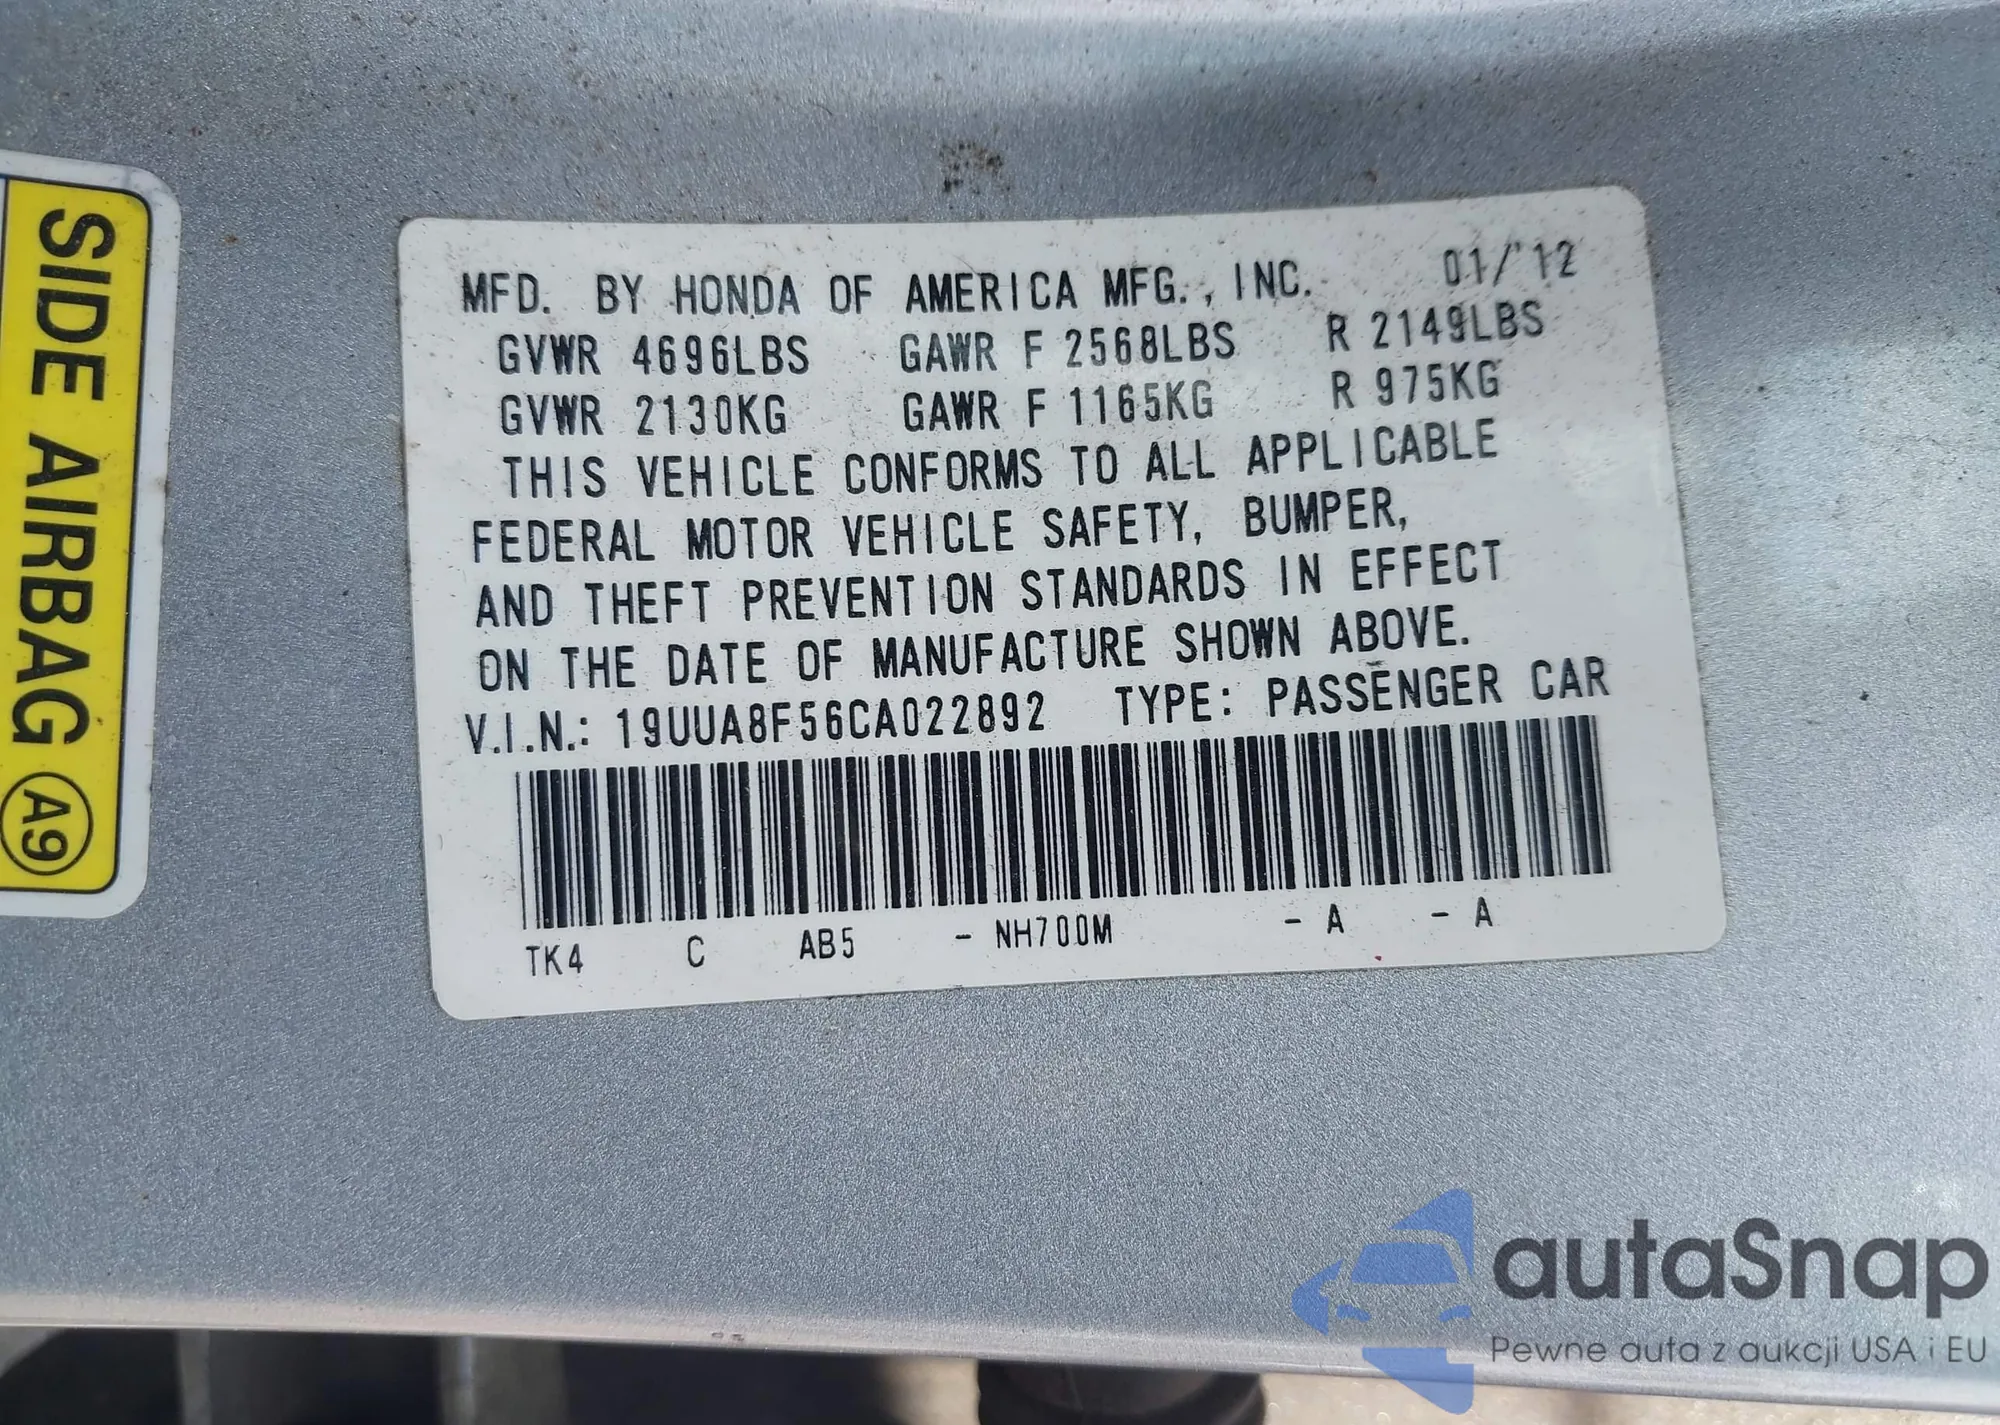 SIDE AIRBAG A9
MFD. BY HONDA OF AMERICA MFG., INC. 01/'12
GVWR 4696LBS GAWR F 2568LBS R 2149LBS
GVWR 2130KG GAWR F 1165KG R 975KG
THIS VEHICLE CONFORMS TO ALL APPLICABLE
FEDERAL MOTOR VEHICLE SAFETY, BUMPER,
AND THEFT PREVENTION STANDARDS IN EFFECT
ON THE DATE OF MANUFACTURE SHOWN ABOVE.
V.I.N.: 19UUA8F56CA022892 TYPE: PASSENGER CAR
TK4 C AB5 - NH700M - A - A
autaSnap
Pewne auta z aukcji USA i EU